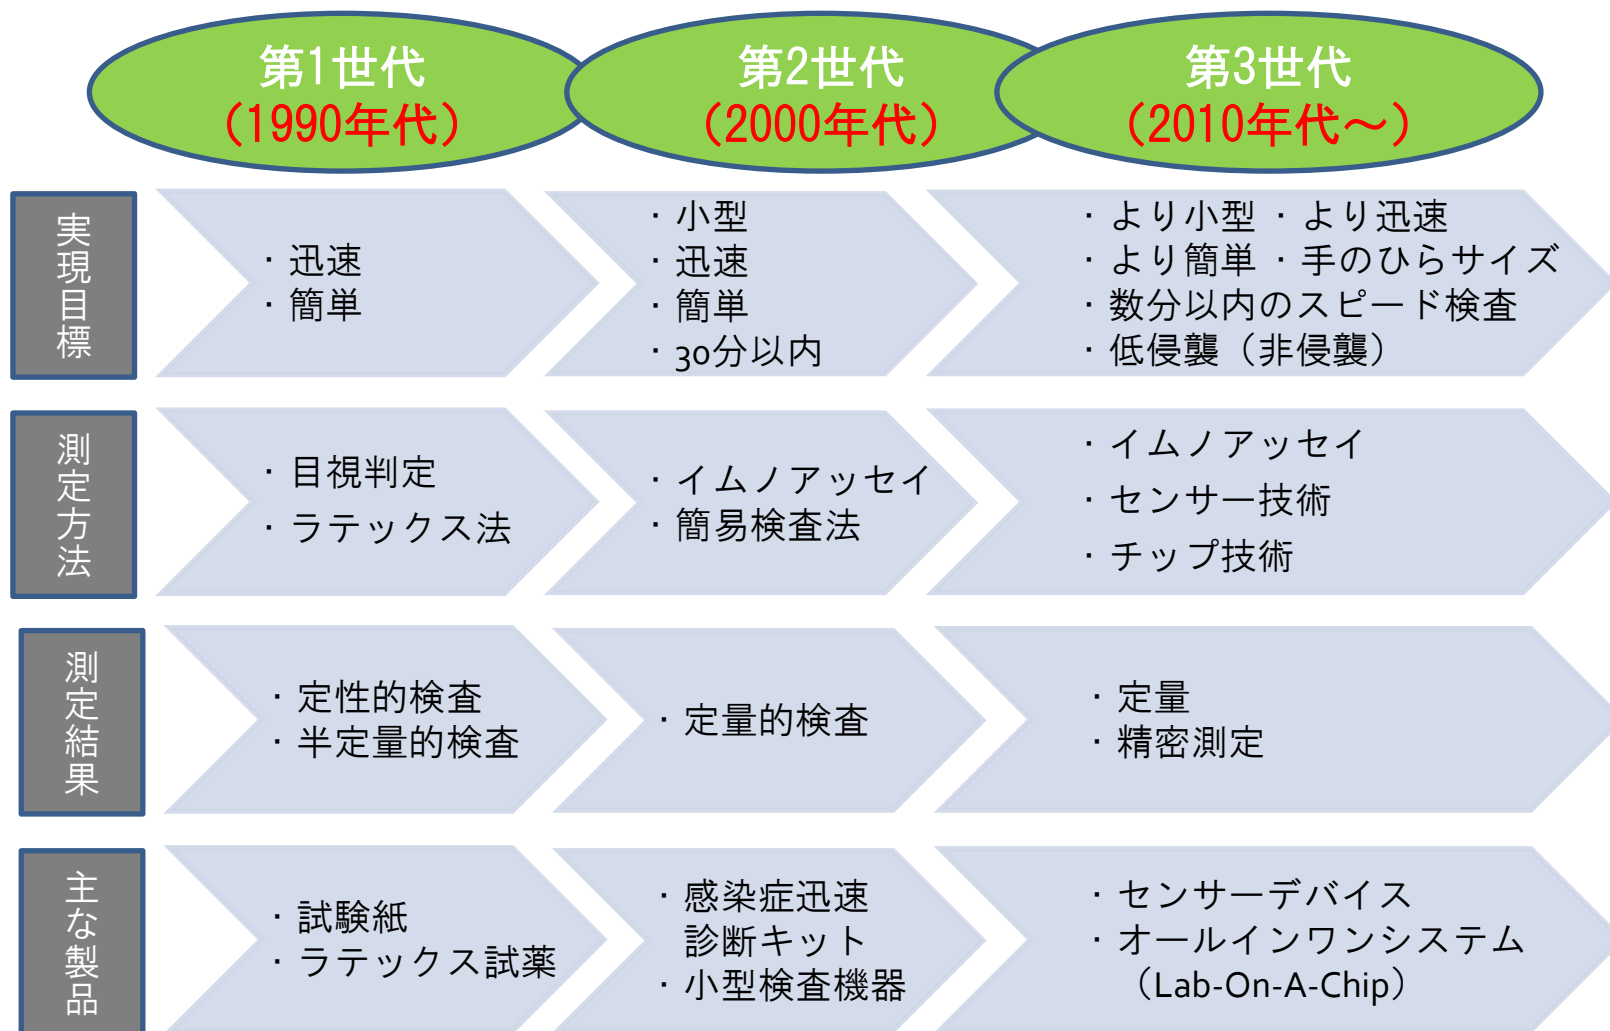 第1世代
（1990年代）
第2世代
（2000年代）
第3世代
（2010年代～）
実現目標
・迅速
・簡単
・小型
・迅速
・簡単
・30分以内
・より小型 ・より迅速
・より簡単 ・手のひらサイズ
・数分以内のスピード検査
・低侵襲（非侵襲）
測定方法
・目視判定
・ラテックス法
・イムノアッセイ
・簡易検査法
・イムノアッセイ
・センサー技術
・チップ技術
測定結果
・定性的検査
・半定量的検査
・定量的検査
・定量
・精密測定
主な製品
・試験紙
・ラテックス試薬
・感染症迅速
診断キット
・小型検査機器
・センサーデバイス
・オールインワンシステム
（Lab-On-A-Chip）